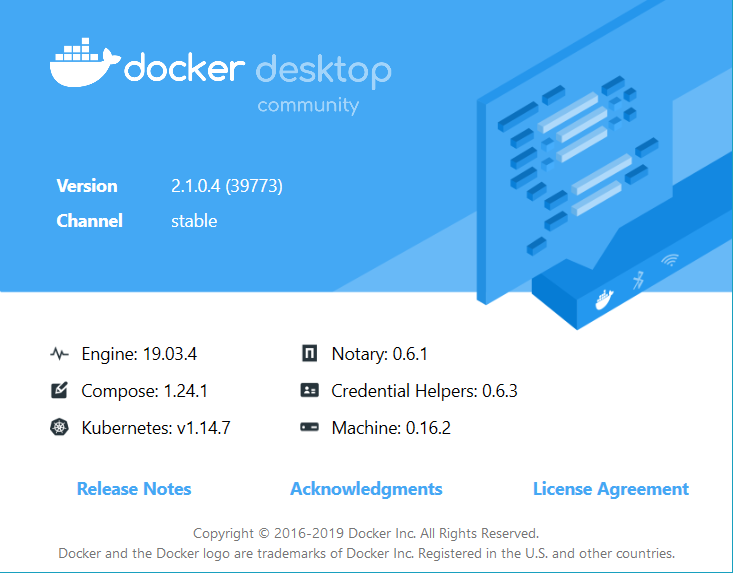 docker desktop
community
Version 2.1.0.4 (39773)
Channel stable
Engine: 19.03.4 Notary: 0.6.1
Compose: 1.24.1 Credential Helpers: 0.6.3
Kubernetes: v1.14.7 Machine: 0.16.2
Release Notes Acknowledgments License Agreement
Copyright © 2016-2019 Docker Inc. All Rights Reserved.
Docker and the Docker logo are trademarks of Docker Inc. Registered in the U.S. and other countries.